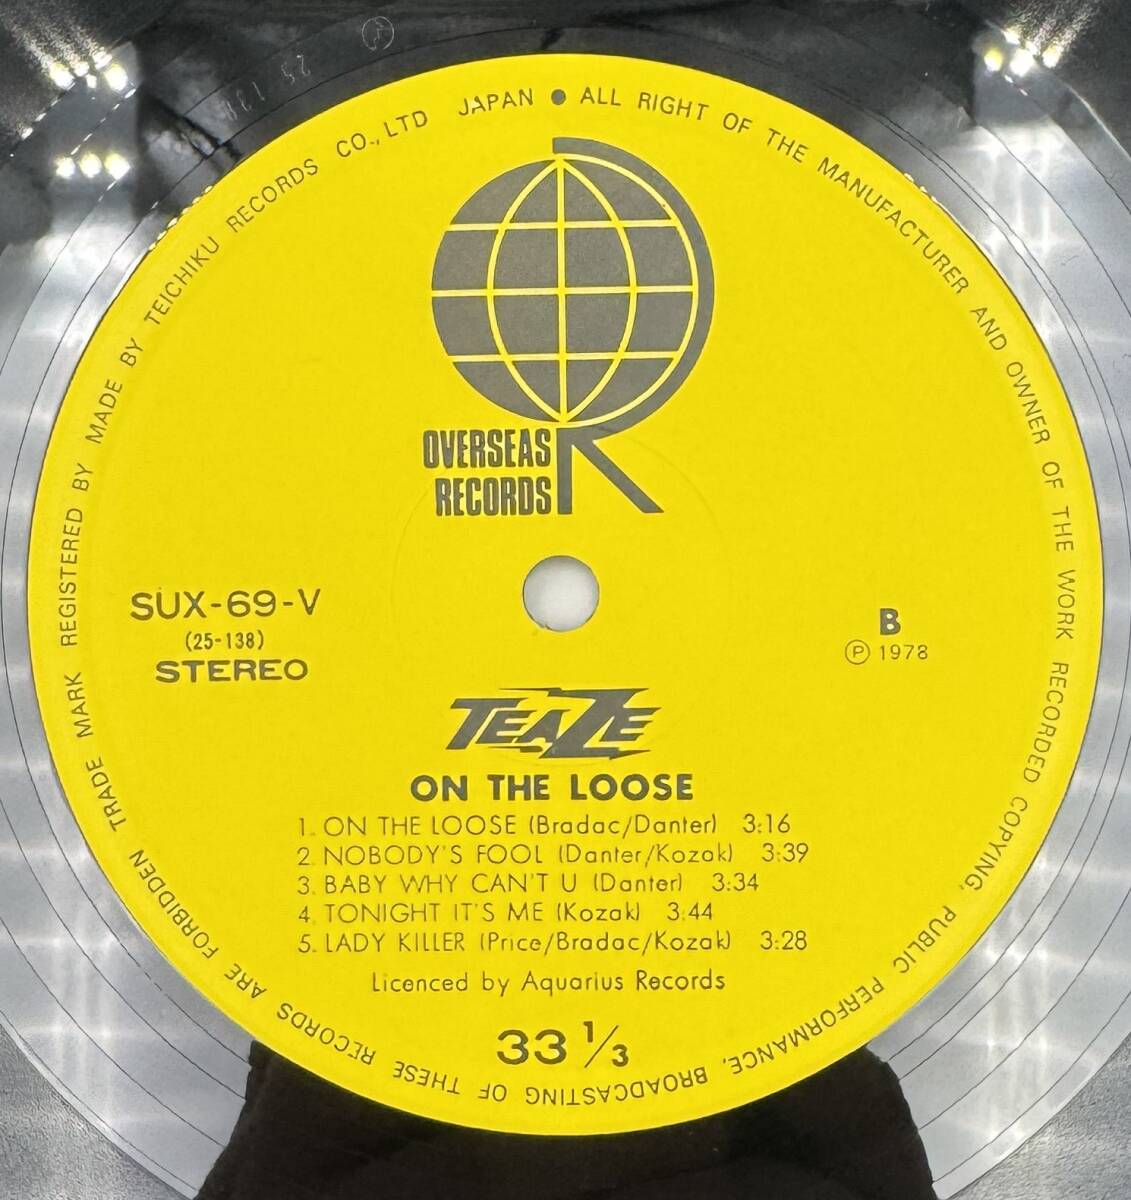 TRADE MARK REGISTERED BY MADE BY TEICHIKU RECORDS CO., LTD JAPAN ● ALL RIGHT OF THE MANUFACTURER AND OWNER OF THE WORK RECORDED COPYING, PUBLIC PERFORMANCE, BROADCASTING OF THESE RECORDS ARE FORBIDDEN
OVERSEAS
RECORDS
R
SUX-69-V
(25-138)
STEREO
B
Ⓟ 1978
TEAZE
ON THE LOOSE
1. ON THE LOOSE (Bradac/Danter) 3:16
2. NOBODY'S FOOL (Danter/Kozak) 3:39
3. BABY WHY CAN'T U (Danter) 3:34
4. TONIGHT IT'S ME (Kozak) 3:44
5. LADY KILLER (Price/Bradac/Kozak) 3:28
Licenced by Aquarius Records
33 1/3